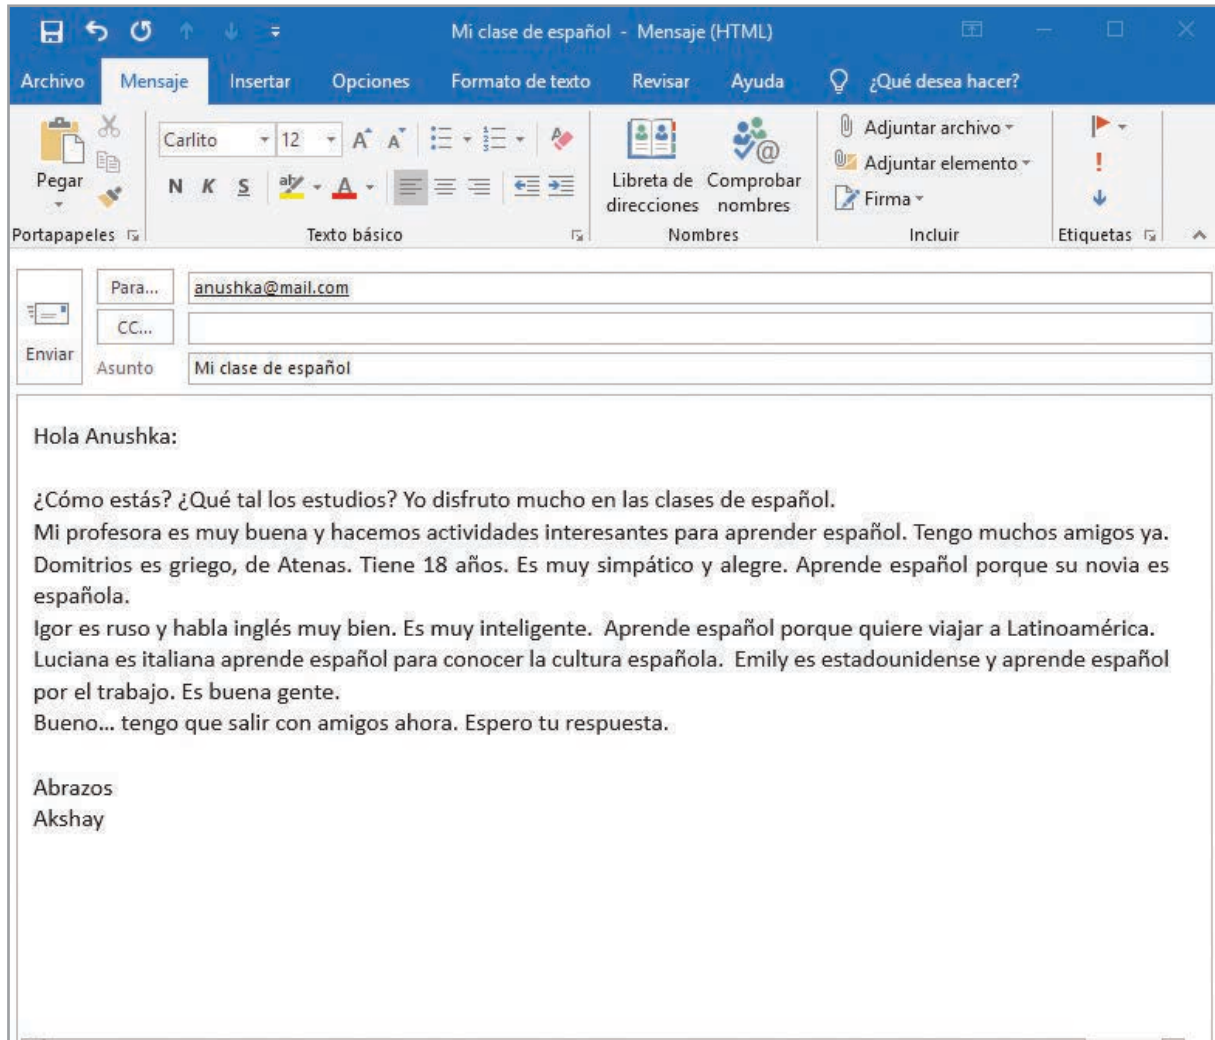 Mi clase de español - Mensaje (HTML)
Archivo Mensaje Insertar Opciones Formato de texto Revisar Ayuda ¿Qué desea hacer?
Pegar
Portapapeles
Carlito 12
N K S
Texto básico
Libreta de direcciones
Comprobar nombres
Nombres
Adjuntar archivo
Adjuntar elemento
Firma
Incluir
Etiquetas
Enviar
Para... anushka@mail.com
CC...
Asunto Mi clase de español
Hola Anushka:
¿Cómo estás? ¿Qué tal los estudios? Yo disfruto mucho en las clases de español.
Mi profesora es muy buena y hacemos actividades interesantes para aprender español. Tengo muchos amigos ya.
Domitrios es griego, de Atenas. Tiene 18 años. Es muy simpático y alegre. Aprende español porque su novia es
española.
Igor es ruso y habla inglés muy bien. Es muy inteligente. Aprende español porque quiere viajar a Latinoamérica.
Luciana es italiana aprende español para conocer la cultura española. Emily es estadounidense y aprende español
por el trabajo. Es buena gente.
Bueno... tengo que salir con amigos ahora. Espero tu respuesta.
Abrazos
Akshay